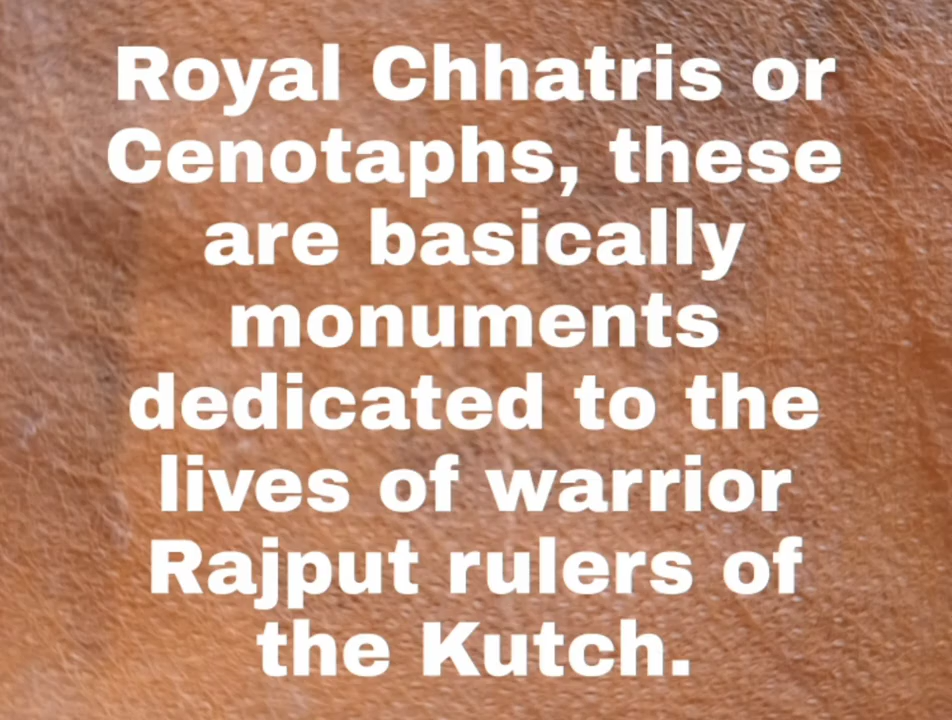 Royal Chhatris or
Cenotaphs, these
are basically
monuments
dedicated to the
lives of warrior
Rajput rulers of
the Kutch.